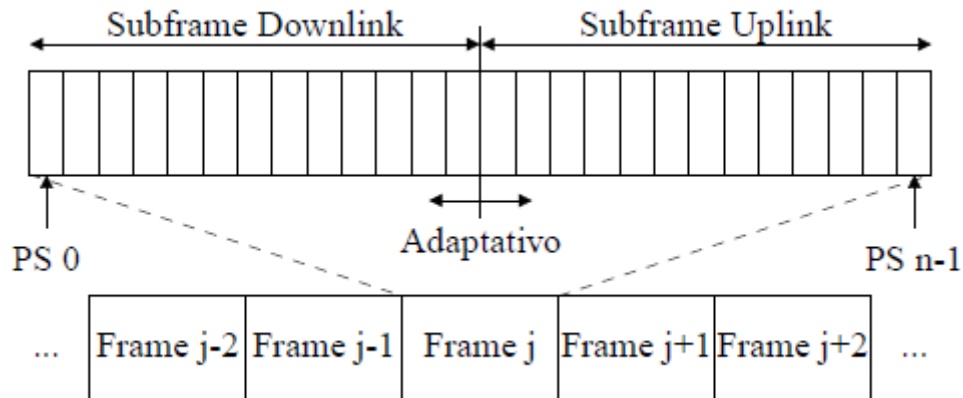 Subframe Downlink Subframe Uplink
Adaptativo
PS 0 PS n-1
... Frame j-2 Frame j-1 Frame j Frame j+1 Frame j+2 ...